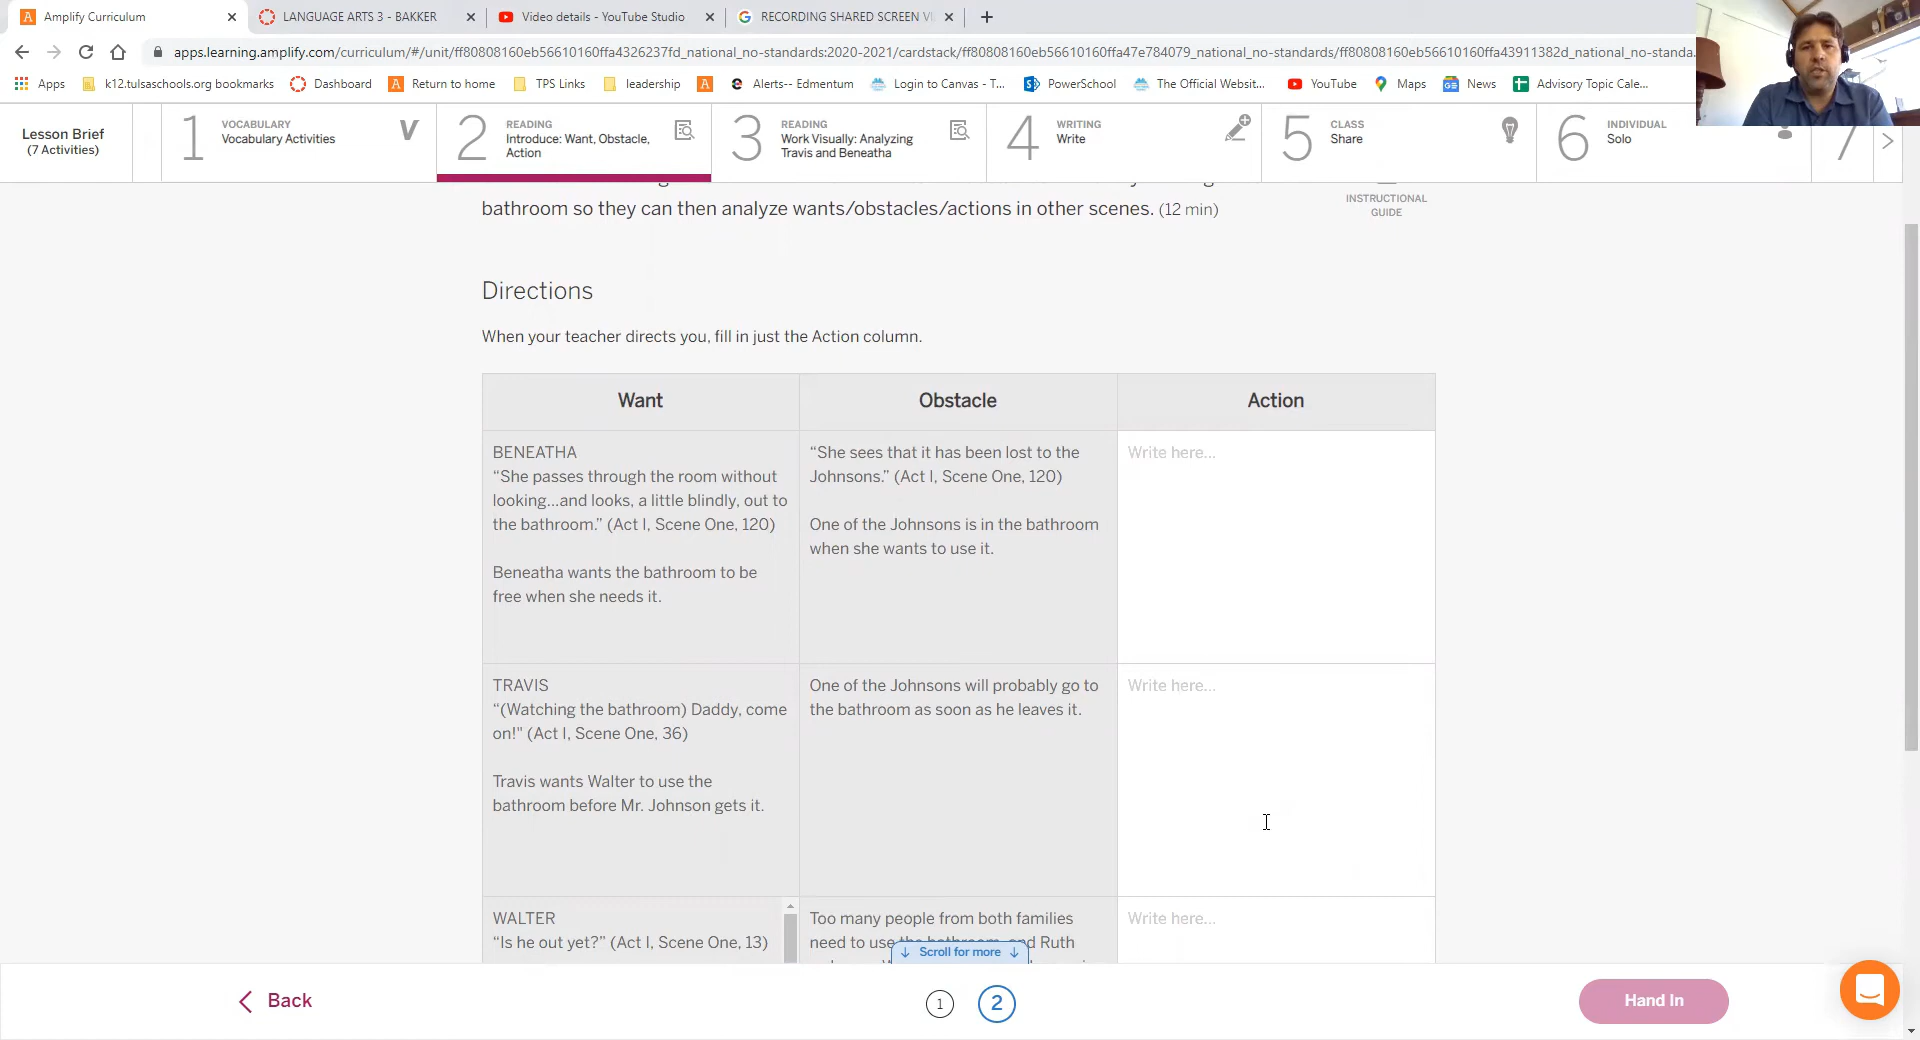 Amplify Curriculum
LANGUAGE ARTS 3 - BAKKER
Video details - YouTube Studio
RECORDING SHARED SCREEN VI
apps.learning.amplify.com/curriculum/#/unit/ff80808160eb56610160ffa4326237fd_national_no-standards:2020-2021/cardstack/ff80808160eb56610160ffa47e784079_national_no-standards/ff80808160eb56610160ffa43911382d_national_no-standa...
Apps
k12.tulsaschools.org bookmarks
Dashboard
Return to home
TPS Links
leadership
Alerts-- Edmentum
Login to Canvas - T...
PowerSchool
The Official Websit...
YouTube
Maps
News
Advisory Topic Cale...
Lesson Brief
(7 Activities)
1
VOCABULARY
Vocabulary Activities
V
2
READING
Introduce: Want, Obstacle,
Action
3
READING
Work Visually: Analyzing
Travis and Beneatha
4
WRITING
Write
5
CLASS
Share
6
INDIVIDUAL
Solo
7
bathroom so they can then analyze wants/obstacles/actions in other scenes. (12 min)
INSTRUCTIONAL
GUIDE
Directions
When your teacher directs you, fill in just the Action column.
Want
Obstacle
Action
BENEATHA
“She passes through the room without
looking...and looks, a little blindly, out to
the bathroom.” (Act I, Scene One, 120)
Beneatha wants the bathroom to be
free when she needs it.
“She sees that it has been lost to the
Johnsons.” (Act I, Scene One, 120)
One of the Johnsons is in the bathroom
when she wants to use it.
Write here...
TRAVIS
“(Watching the bathroom) Daddy, come
on!" (Act I, Scene One, 36)
Travis wants Walter to use the
bathroom before Mr. Johnson gets it.
One of the Johnsons will probably go to
the bathroom as soon as he leaves it.
Write here...
WALTER
“Is he out yet?” (Act I, Scene One, 13)
Too many people from both families
need to use the bathroom, and Ruth
Write here...
Scroll for more
Back
1
2
Hand In